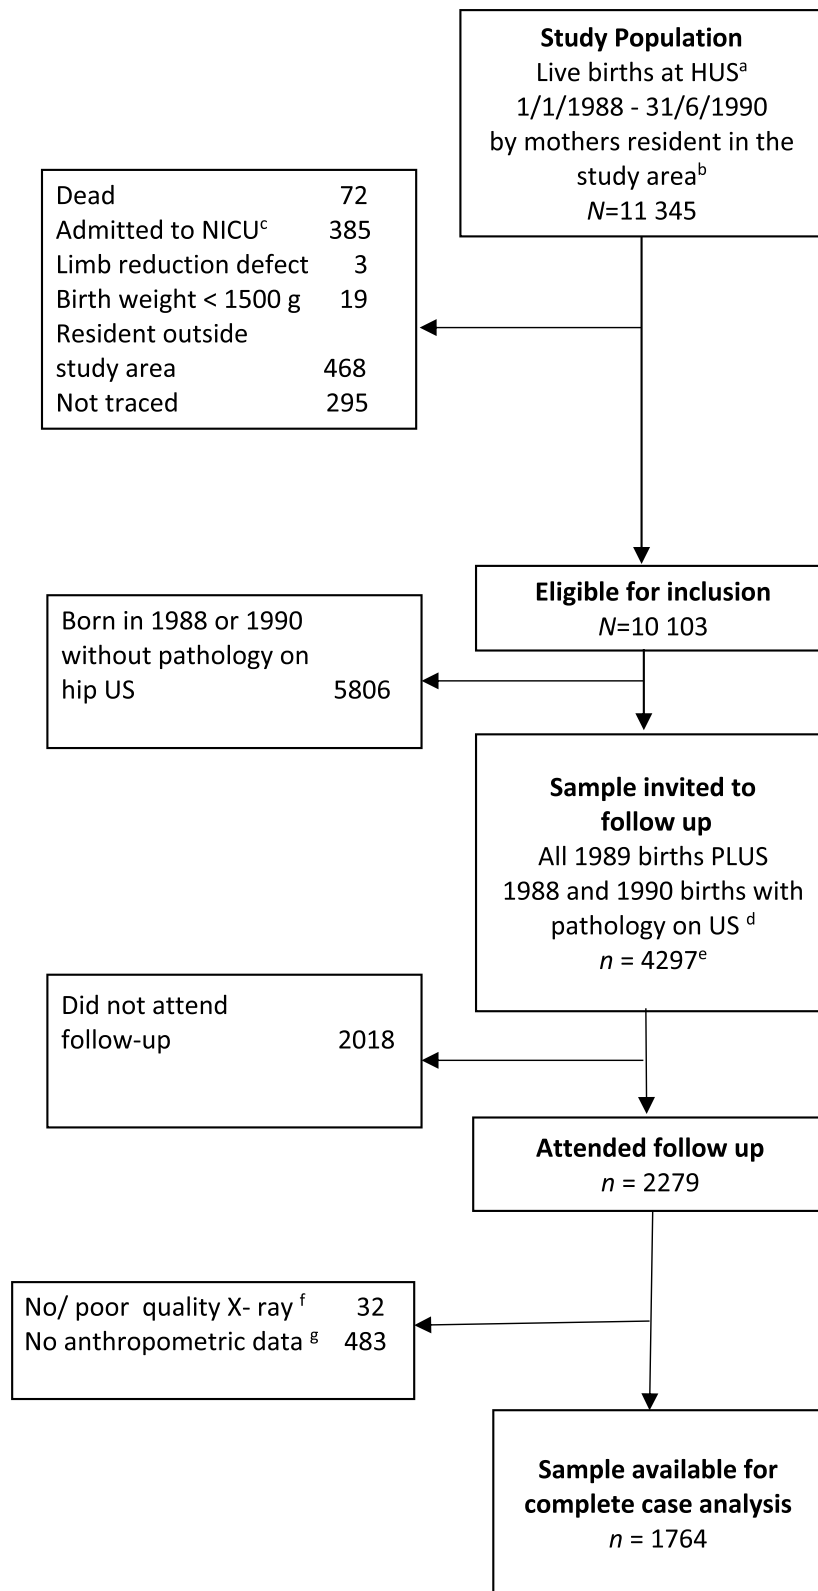 Study Population
Live births at HUSa
1/1/1988 - 31/6/1990
by mothers resident in the
study areab
N=11 345
Dead 72
Admitted to NICUc 385
Limb reduction defect 3
Birth weight < 1500 g 19
Resident outside
study area 468
Not traced 295
Eligible for inclusion
N=10 103
Born in 1988 or 1990
without pathology on
hip US 5806
Sample invited to
follow up
All 1989 births PLUS
1988 and 1990 births with
pathology on US d
n = 4297e
Did not attend
follow-up 2018
Attended follow up
n = 2279
No/ poor quality X- ray f 32
No anthropometric data g 483
Sample available for
complete case analysis
n = 1764